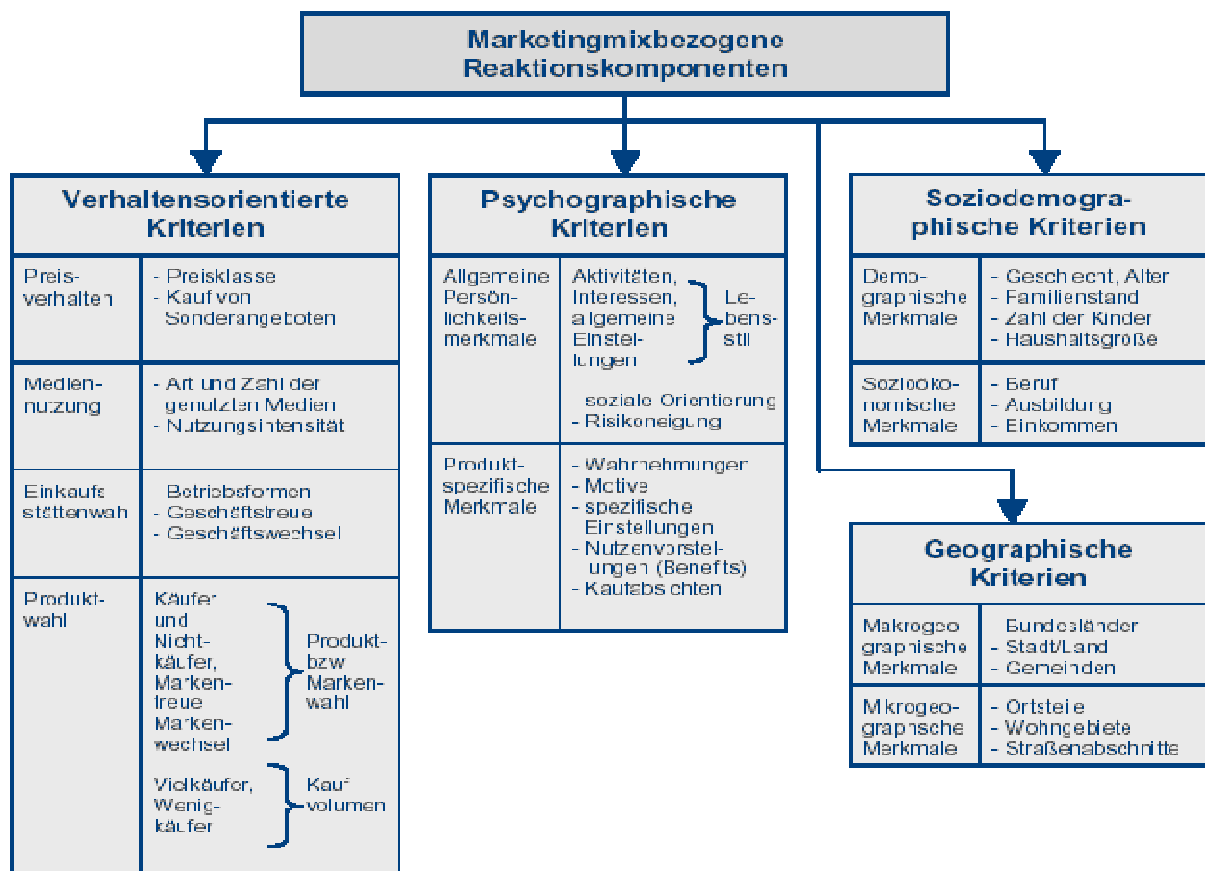 Marketingmixbezogene
Reaktionskomponenten
Verhaltensorientierte
Kriterien
Preis-
verhalten
- Preisklasse
- Kauf von
Sonderangeboten
Medien-
nutzung
- Art und Zahl der
genutzten Medien
- Nutzungsintensität
Einkaufs
stättenwah
Betriebsformen
- Geschäftstreue
- Geschäftswechsel
Produkt-
wahl
Käufer
und
Nicht-
käufer,
Marken-
treue
Marken-
wechsel
Produkt-
bzw
Marken-
wahl
Vielkäufer,
Wenig-
käufer
Kauf
volumen
Psychographische
Kriterien
Allgemeine
Persön-
lichkeits-
merkmale
Aktivitäten,
Interessen,
allgemeine
Einstel-
lungen
Le-
bens-
stil
soziale Orientierung
- Risikoneigung
Produkt-
spezifische
Merkmale
- Wahrnehmungen
- Motive
- spezifische
Einstellungen
- Nutzenvorstel-
lungen (Benefits)
- Kaufabsichten
Soziodemogra-
phische Kriterien
Demo-
graphische
Merkmale
- Geschlecht, Alter
- Familienstand
- Zahl der Kinder
- Haushaltsgröße
Sozioöko-
nomische
Merkmale
- Beruf
- Ausbildung
- Einkommen
Geographische
Kriterien
Makrogeo
graphische
Merkmale
Bundesländer
- Stadt/Land
- Gemeinden
Mikrogeo-
graphsche
Merkmale
- Ortsteile
- Wohngebiete
- Straßenabschnitte